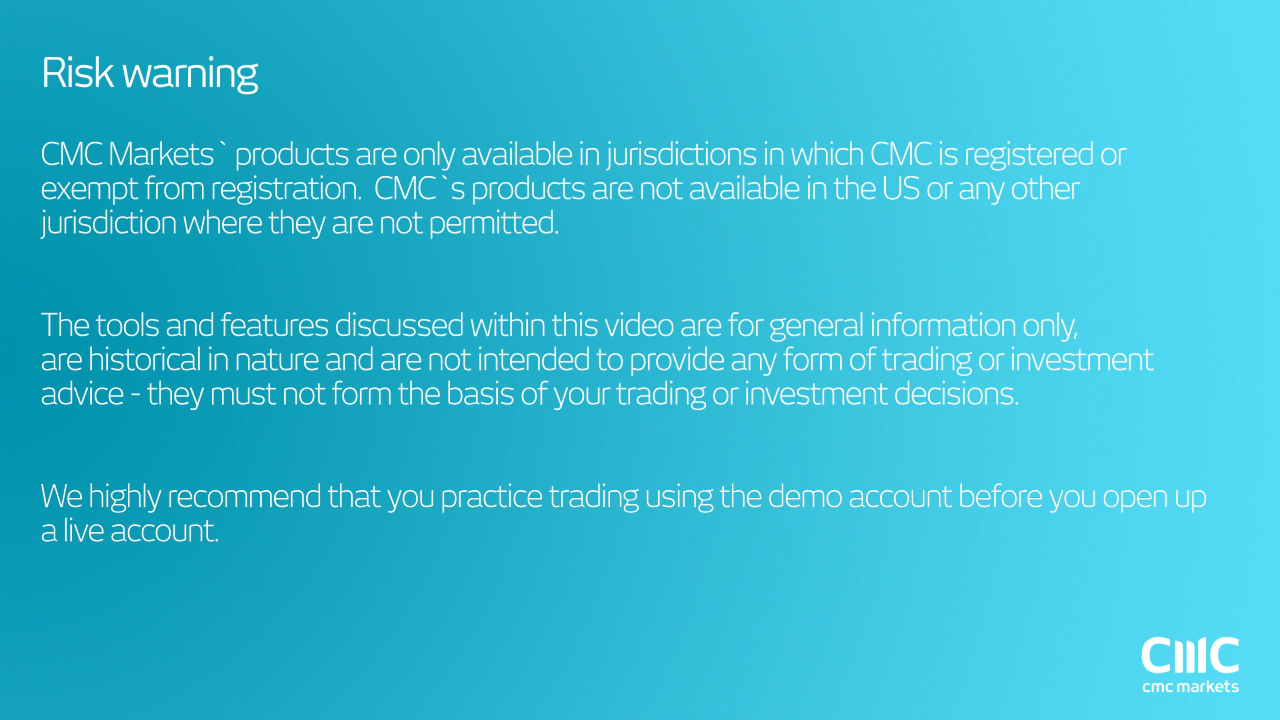 Risk warning
CMC Markets` products are only available in jurisdictions in which CMC is registered or
exempt from registration.  CMC`s products are not available in the US or any other
jurisdiction where they are not permitted.
The tools and features discussed within this video are for general information only,
are historical in nature and are not intended to provide any form of trading or investment
advice - they must not form the basis of your trading or investment decisions.
We highly recommend that you practice trading using the demo account before you open up
a live account.
CMC
cmc markets